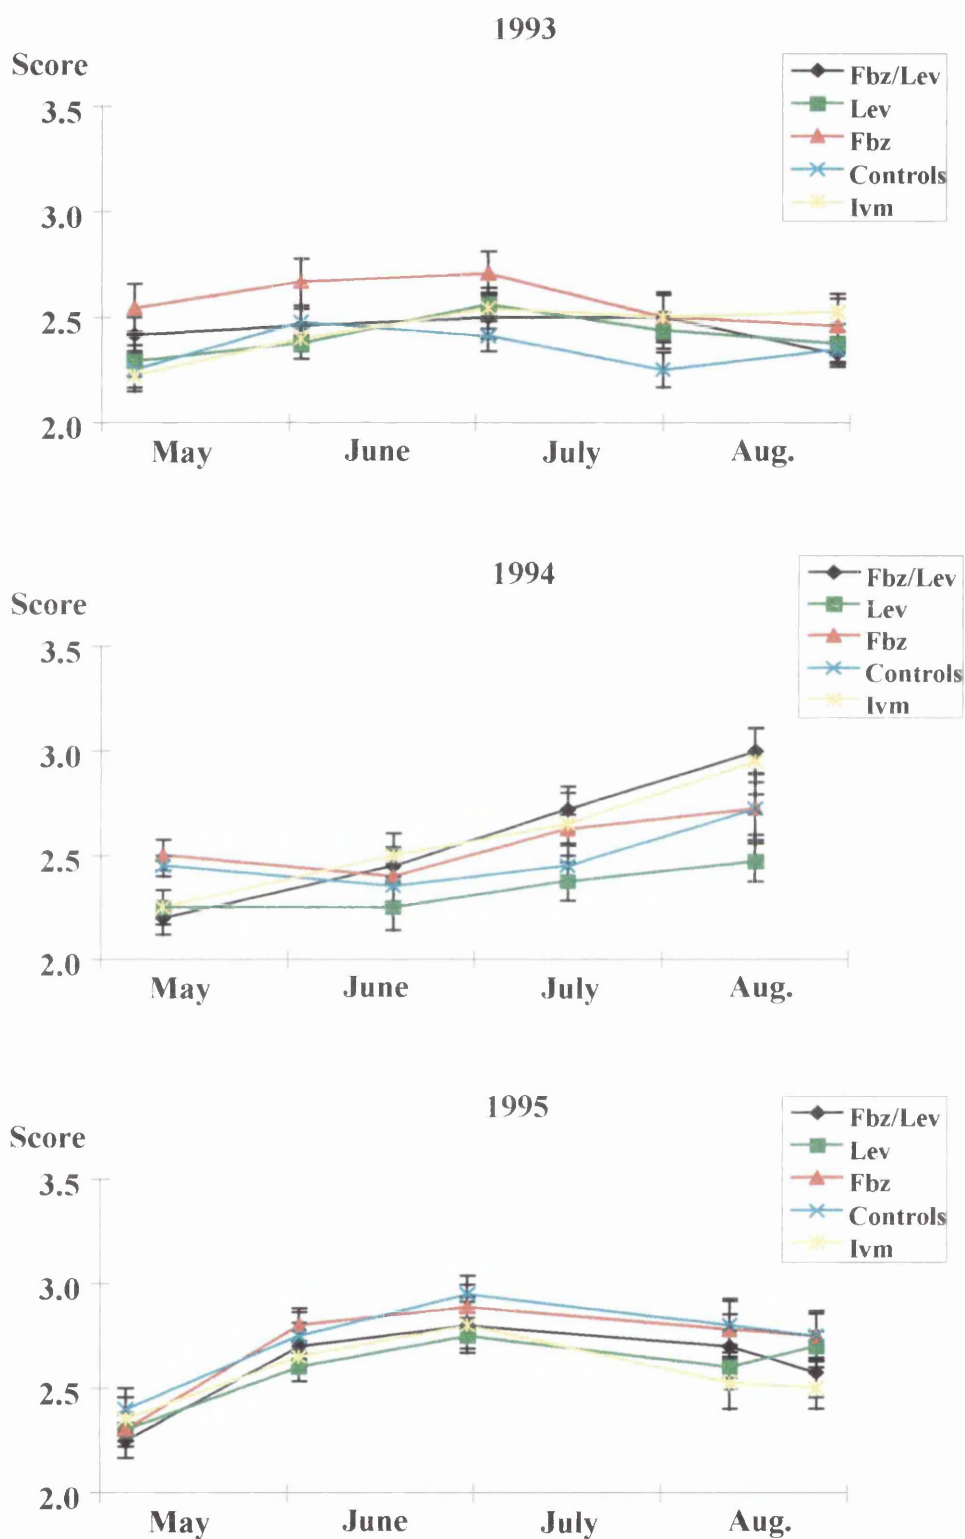 1993
Score
Fbz/Lev
Lev
Fbz
Controls
Ivm
3.5
3.0
2.5
2.0
May June July Aug.
1994
Score
Fbz/Lev
Lev
Fbz
Controls
Ivm
3.5
3.0
2.5
2.0
May June July Aug.
1995
Score
Fbz/Lev
Lev
Fbz
Controls
Ivm
3.5
3.0
2.5
2.0
May June July Aug.